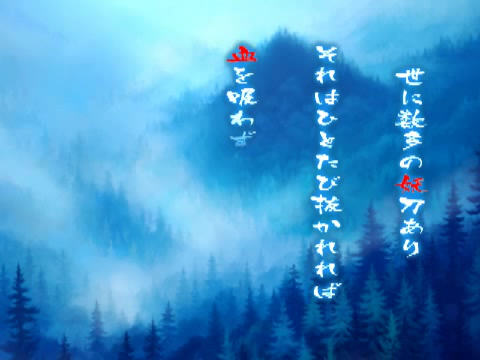 世に数多の妖刀あり
それはひとたび抜かれれば
血を吸わず